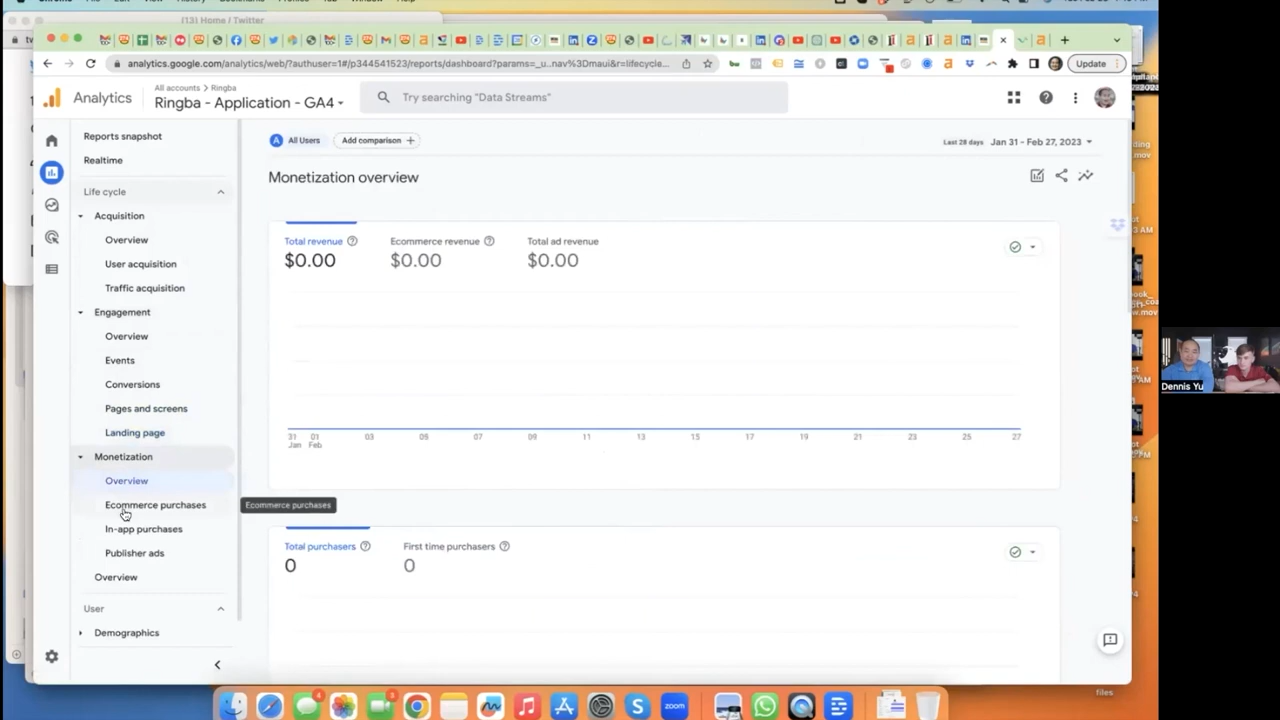 (13) Home / Twitter
analytics.google.com/analytics/web/?authuser=1#/p344541523/reports/dashboard?params=_u...nav%3Dmaui&r=lifecycle...
Update
Analytics
All accounts > Ringba
Ringba - Application - GA4
Try searching "Data Streams"
Reports snapshot
Realtime
Life cycle
Acquisition
Overview
User acquisition
Traffic acquisition
Engagement
Overview
Events
Conversions
Pages and screens
Landing page
Monetization
Overview
Ecommerce purchases
In-app purchases
Publisher ads
Overview
User
Demographics
Ecommerce purchases
A All Users
Add comparison +
Last 28 days Jan 31 - Feb 27, 2023
Monetization overview
Total revenue
$0.00
Ecommerce revenue
$0.00
Total ad revenue
$0.00
31 Jan 01 Feb 03 05 07 09 11 13 15 17 19 21 23 25 27
Total purchasers
0
First time purchasers
0
Dennis Yu
zoom
files